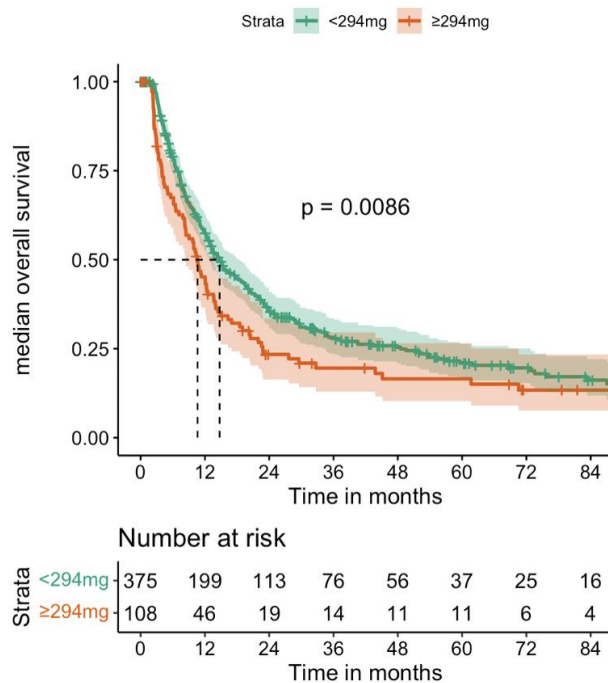 Strata <294mg ≥294mg
1.00
0.75
0.50
0.25
0.00
median overall survival
p = 0.0086
0 12 24 36 48 60 72 84
Time in months
Number at risk
Strata
<294mg 375 199 113 76 56 37 25 16
≥294mg 108 46 19 14 11 11 6 4
0 12 24 36 48 60 72 84
Time in months